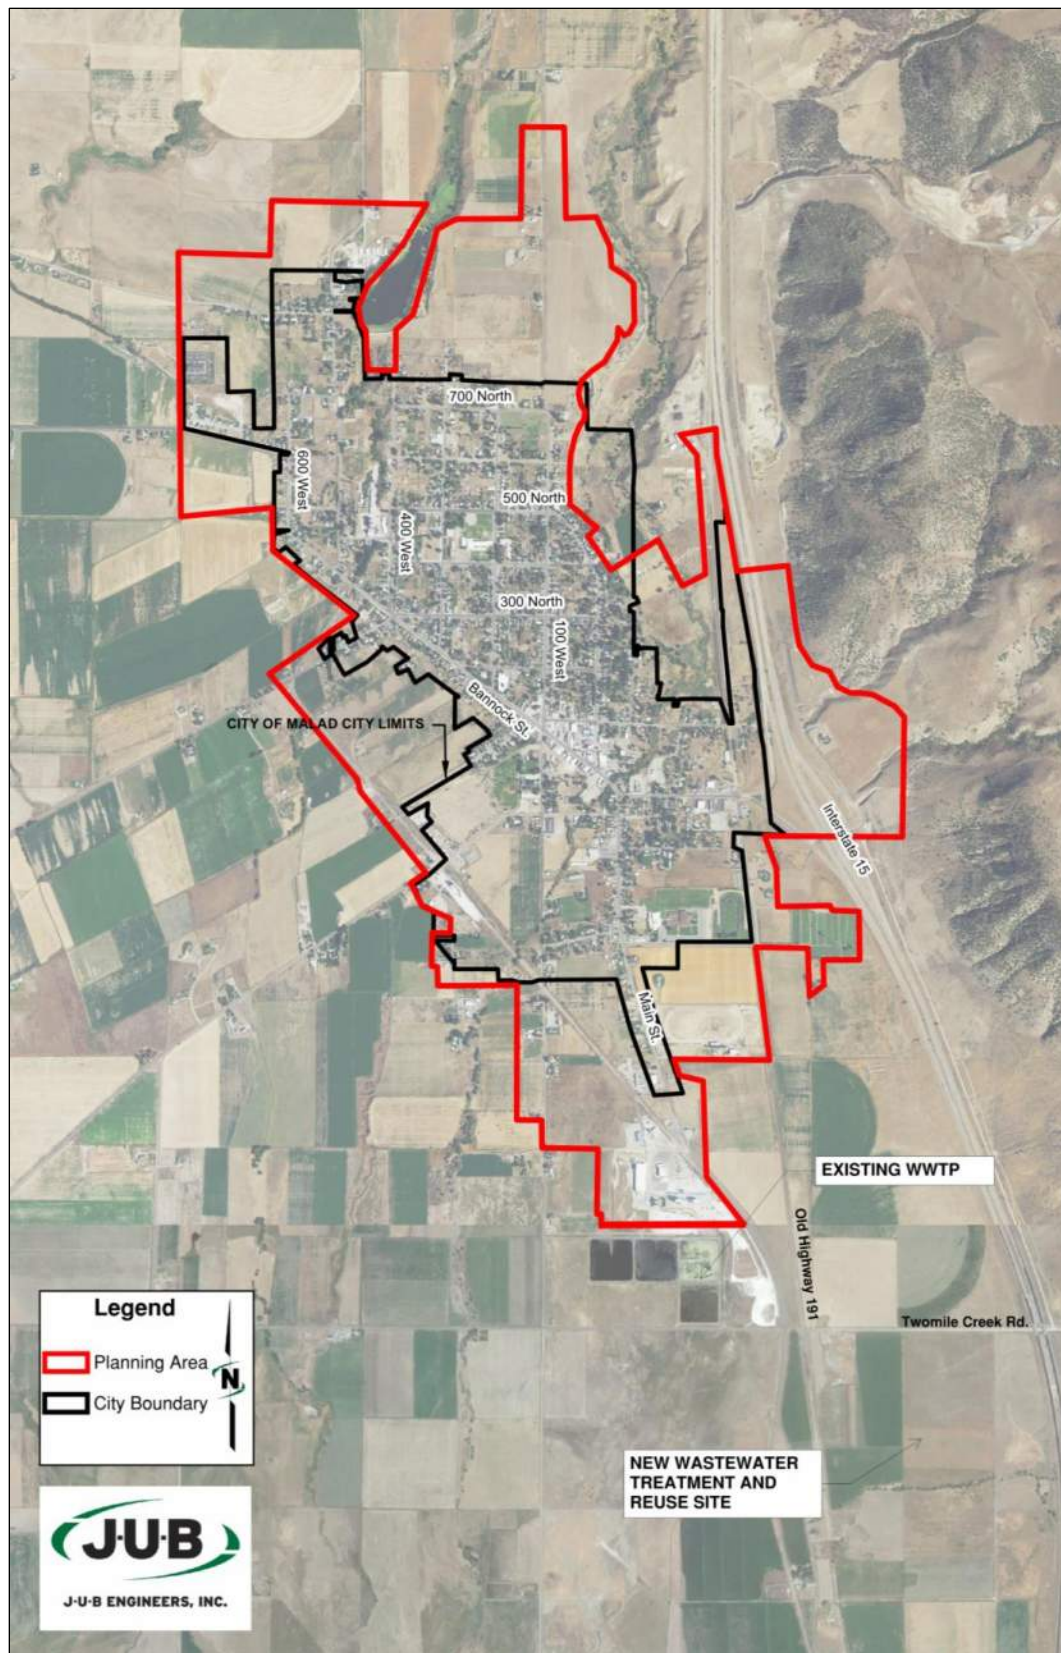 700 North
600 West
500 North
400 West
300 North
100 West
Bannock St.
CITY OF MALAD CITY LIMITS
Interstate 15
Main St.
EXISTING WWTP
Old Highway 191
Twomile Creek Rd.
Legend
Planning Area
N
City Boundary
NEW WASTEWATER
TREATMENT AND
REUSE SITE
J·U·B
J·U·B ENGINEERS, INC.